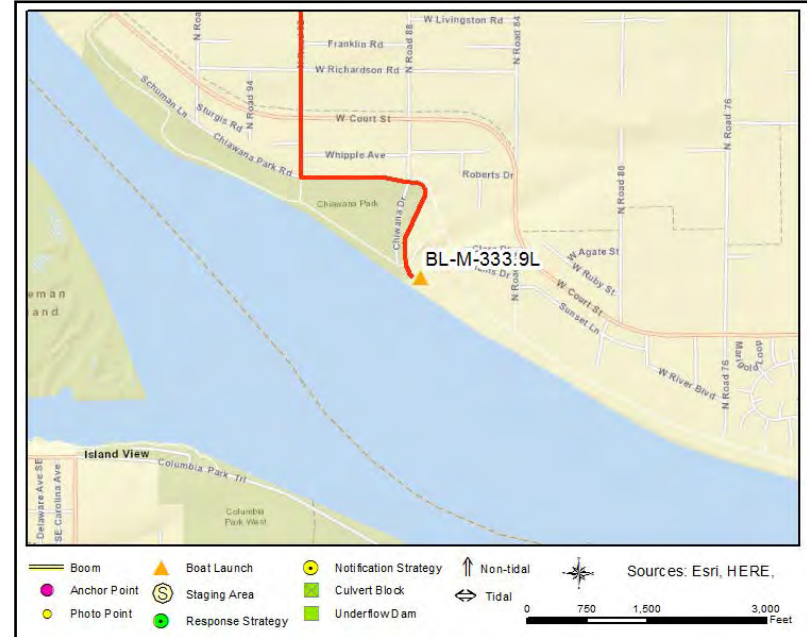 W Livingston Rd
N Road 84
N Road 88
Franklin Rd
W Richardson Rd
Schuman Ln
Sturgis Rd
N Road 94
N Road 76
W Court St
Chiawana Park Rd
Whipple Ave
Roberts Dr
N Road 80
Chiawana Park
Chiawana Dr
BL-M-333.9L
W Agate St
W Ruby St
W Court St
Sunset Ln
W River Blvd
N Road 76
Island View
Columbia Park Trl
Columbia
Park West
Delaware Ave SE
SE Carolina Ave
Boom
Boat Launch
Notification Strategy
Non-tidal
Sources: Esri, HERE,
Anchor Point
S
Staging Area
Culvert Block
Tidal
Photo Point
Response Strategy
Underflow Dam
0 750 1,500 3,000
Feet